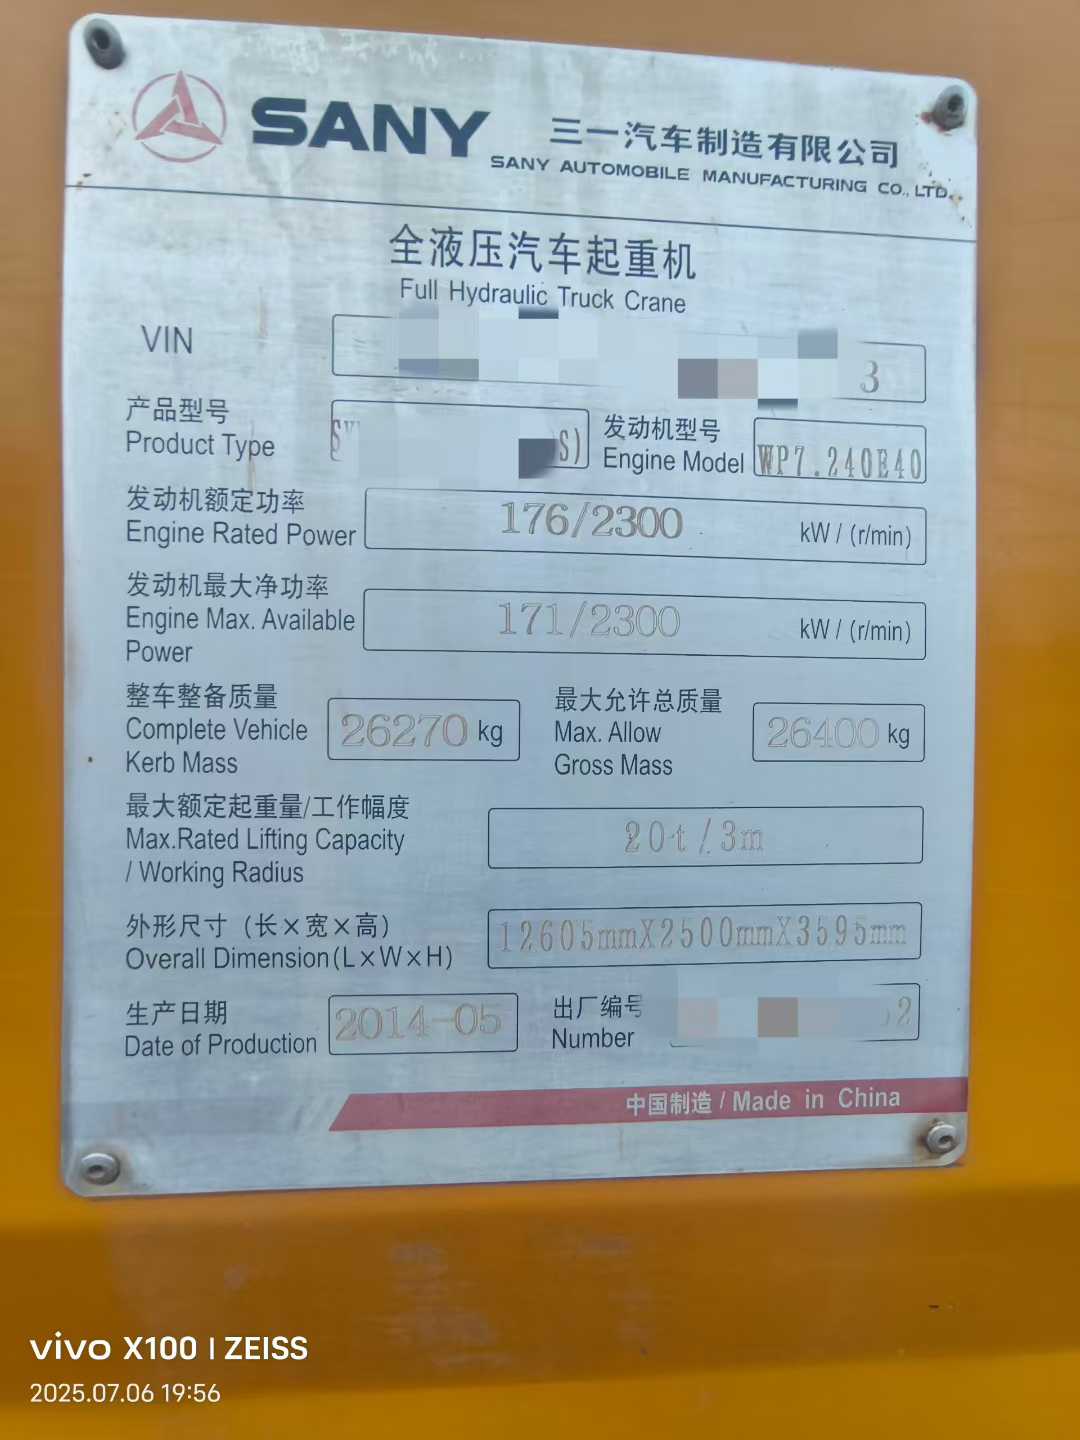 SANY 三一汽车制造有限公司
SANY AUTOMOBILE MANUFACTURING CO., LTD.
全液压汽车起重机
Full Hydraulic Truck Crane
VIN 3
产品型号 发动机型号
Product Type S) Engine Model WP7.240E40
发动机额定功率
Engine Rated Power 176/2300 kW / (r/min)
发动机最大净功率
Engine Max. Available 171/2300 kW / (r/min)
Power
整车整备质量 最大允许总质量
Complete Vehicle 26270 kg Max. Allow 26400 kg
Kerb Mass Gross Mass
最大额定起重量/工作幅度
Max.Rated Lifting Capacity 20t/3m
/ Working Radius
外形尺寸（长×宽×高）
Overall Dimension(L×W×H) 12605mmX2500mmX3595mm
生产日期 2014-05 出厂编号 2
Date of Production Number
中国制造 / Made in China
vivo X100 | ZEISS
2025.07.06 19:56